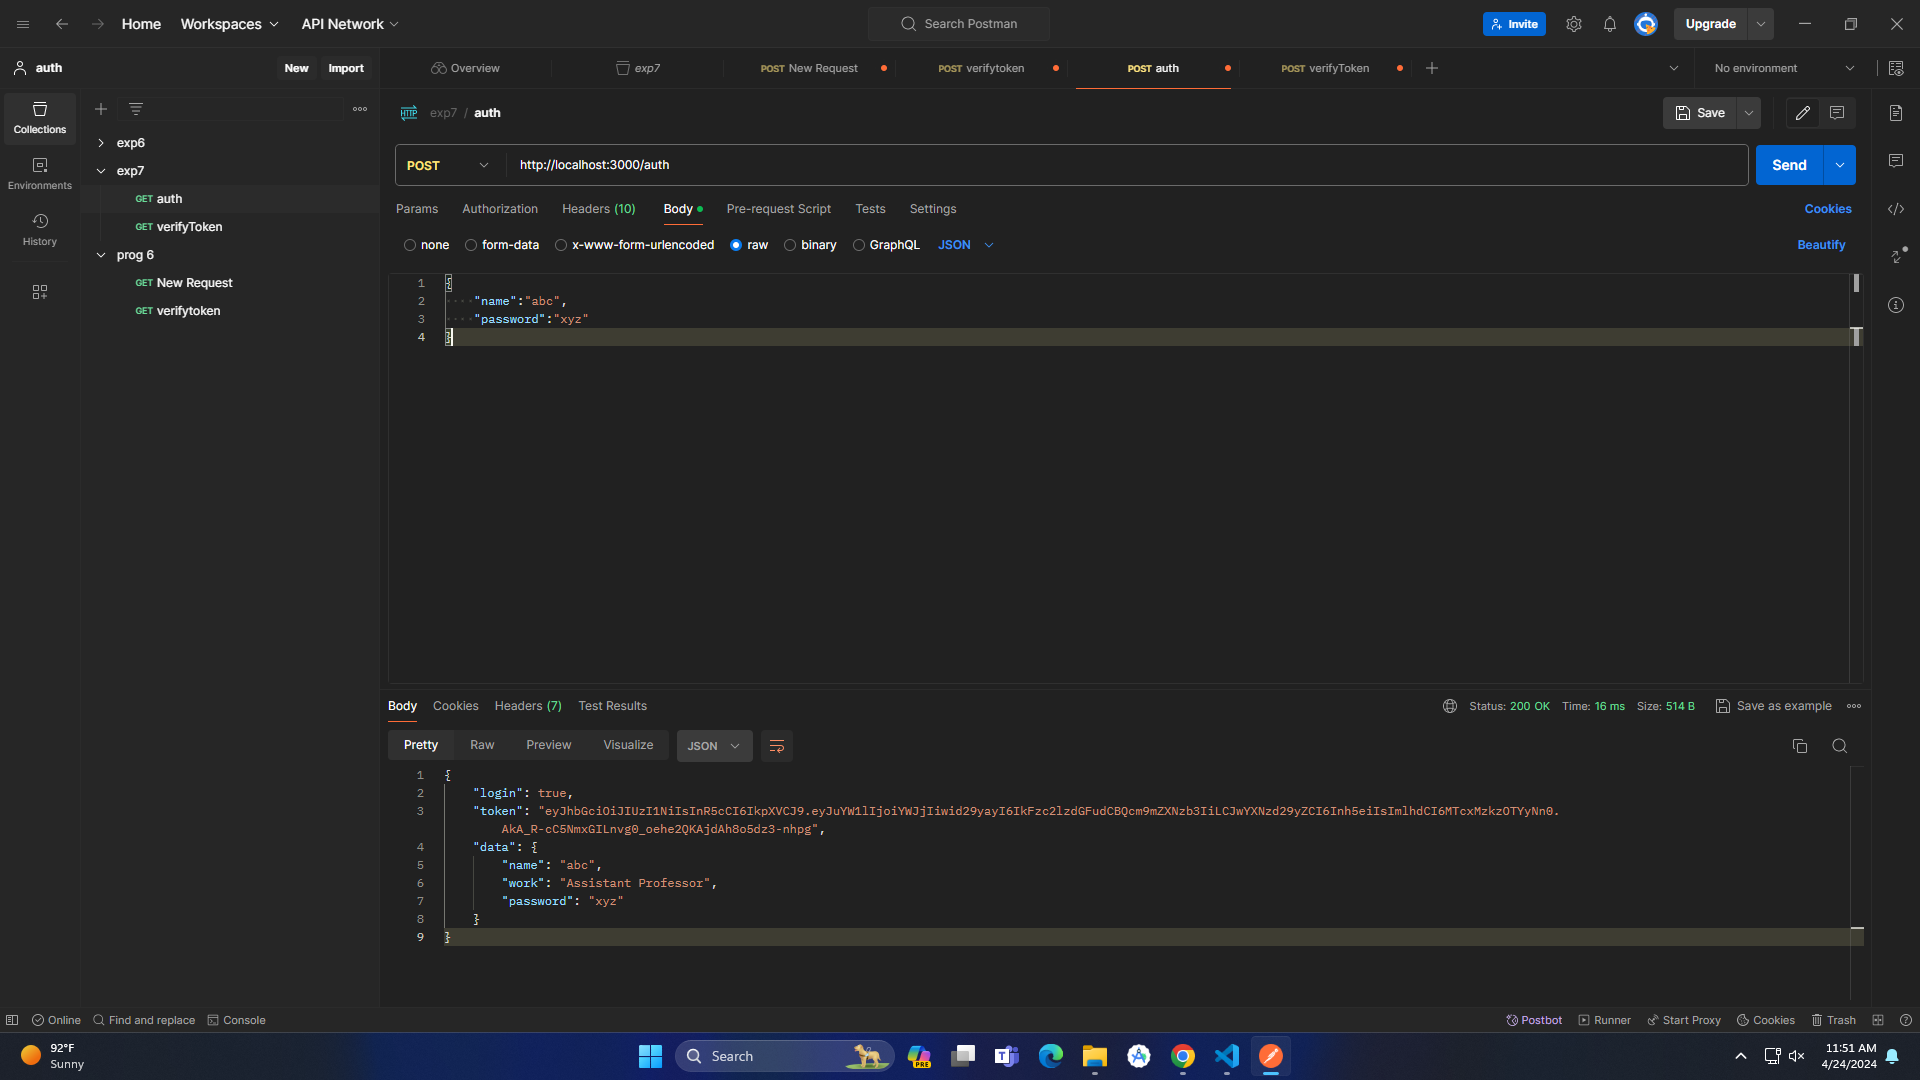 Home Workspaces API Network Search Postman Invite Upgrade
auth New Import Overview exp7 POST New Request POST verifytoken POST auth POST verifyToken No environment
Collections
Environments
History
exp6
exp7
GET auth
GET verifyToken
prog 6
GET New Request
GET verifytoken
HTTP exp7 / auth Save
POST http://localhost:3000/auth Send
Params Authorization Headers (10) Body Pre-request Script Tests Settings Cookies
none form-data x-www-form-urlencoded raw binary GraphQL JSON Beautify
1 {
2 ····"name":"abc",
3 ····"password":"xyz"
4 }
Body Cookies Headers (7) Test Results Status: 200 OK Time: 16 ms Size: 514 B Save as example
Pretty Raw Preview Visualize JSON
1 {
2 "login": true,
3 "token": "eyJhbGciOiJIUzI1NiIsInR5cCI6IkpXVCJ9.eyJuYW1lIjoiYWJjIiwid29yayI6IkFzc2lzdGFudCBQcm9mZXNzb3IiLCJwYXNzd29yZCI6Inh5eiIsImlhdCI6MTcxMzkzOTYyNn0.
AkA_R-cC5NmxGILnvg0_oehe2QKAjdAh8o5dz3-nhpg",
4 "data": {
5 "name": "abc",
6 "work": "Assistant Professor",
7 "password": "xyz"
8 }
9 }
Online Find and replace Console Postbot Runner Start Proxy Cookies Trash
92°F
Sunny
Search
PRE
11:51 AM
4/24/2024